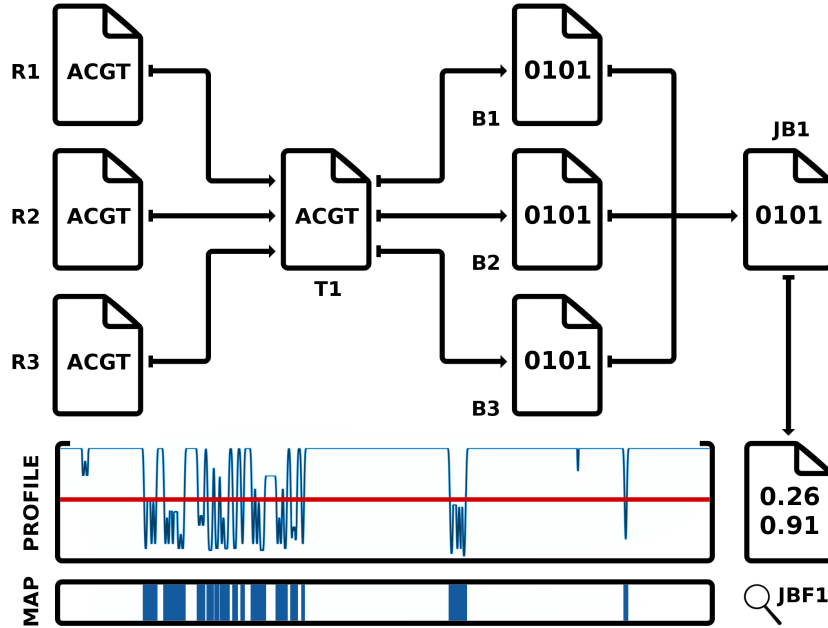 R1
ACGT
0101
B1
JB1
R2
ACGT
ACGT
0101
0101
B2
T1
R3
ACGT
0101
B3
PROFILE
0.26
0.91
MAP
JBF1